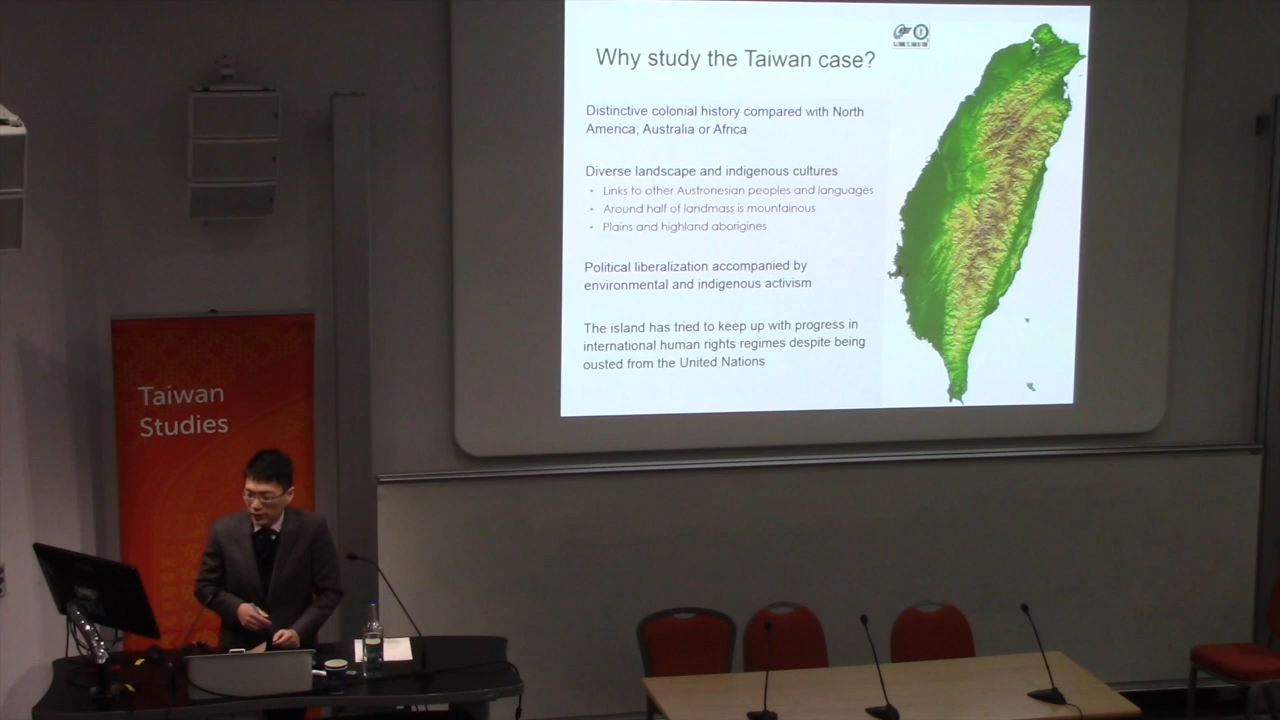 Why study the Taiwan case?
Distinctive colonial history compared with North
America, Australia or Africa
Diverse landscape and indigenous cultures
- Links to other Austronesian peoples and languages
- Around half of landmass is mountainous
- Plains and highland aborigines
Political liberalization accompanied by
environmental and indigenous activism
The island has tried to keep up with progress in
international human rights regimes despite being
ousted from the United Nations
Taiwan
Studies